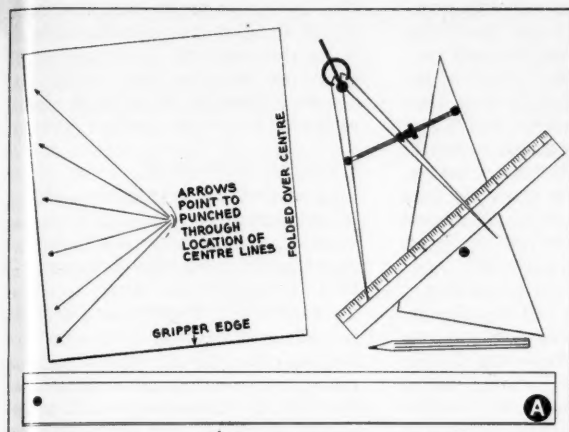 ARROWS
POINT TO
PUNCHED
THROUGH
LOCATION OF
CENTRE LINES
FOLDED OVER CENTRE
GRIPPER EDGE
A